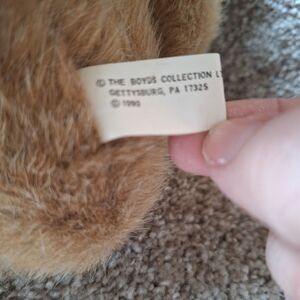 © THE BOYDS COLLECTION LT
GETTYSBURG, PA 17325
© 1990